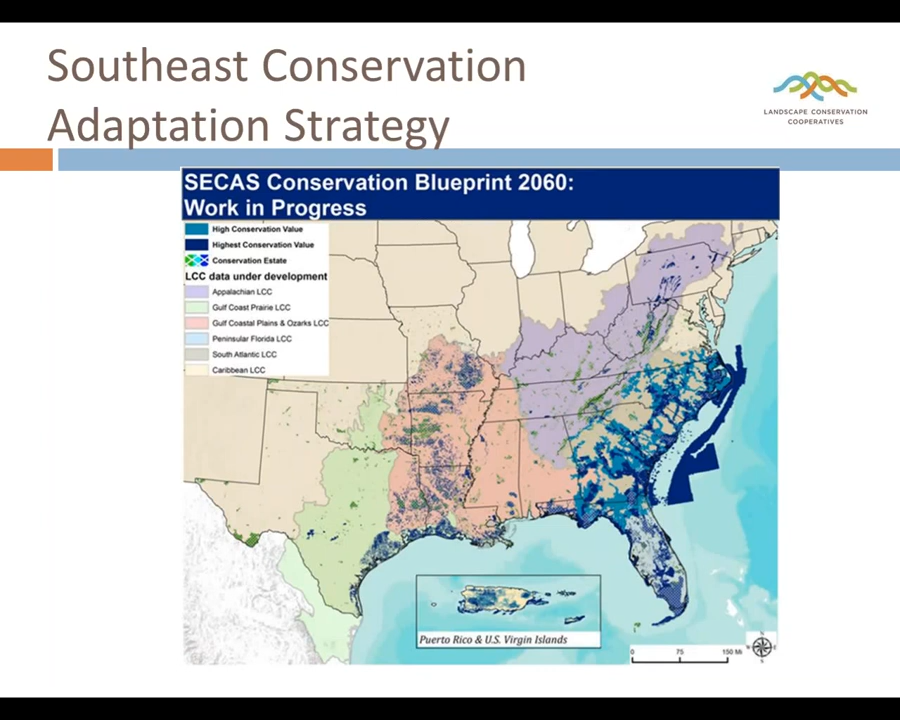 Southeast Conservation
Adaptation Strategy
LANDSCAPE CONSERVATION
COOPERATIVES
SECAS Conservation Blueprint 2060:
Work in Progress
High Conservation Value
Highest Conservation Value
Conservation Estate
LCC data under development
Appalachian LCC
Gulf Coast Prairie LCC
Gulf Coastal Plains & Ozarks LCC
Peninsular Florida LCC
South Atlantic LCC
Caribbean LCC
Puerto Rico & U.S. Virgin Islands
0 75 150 Mi
N
W E
S